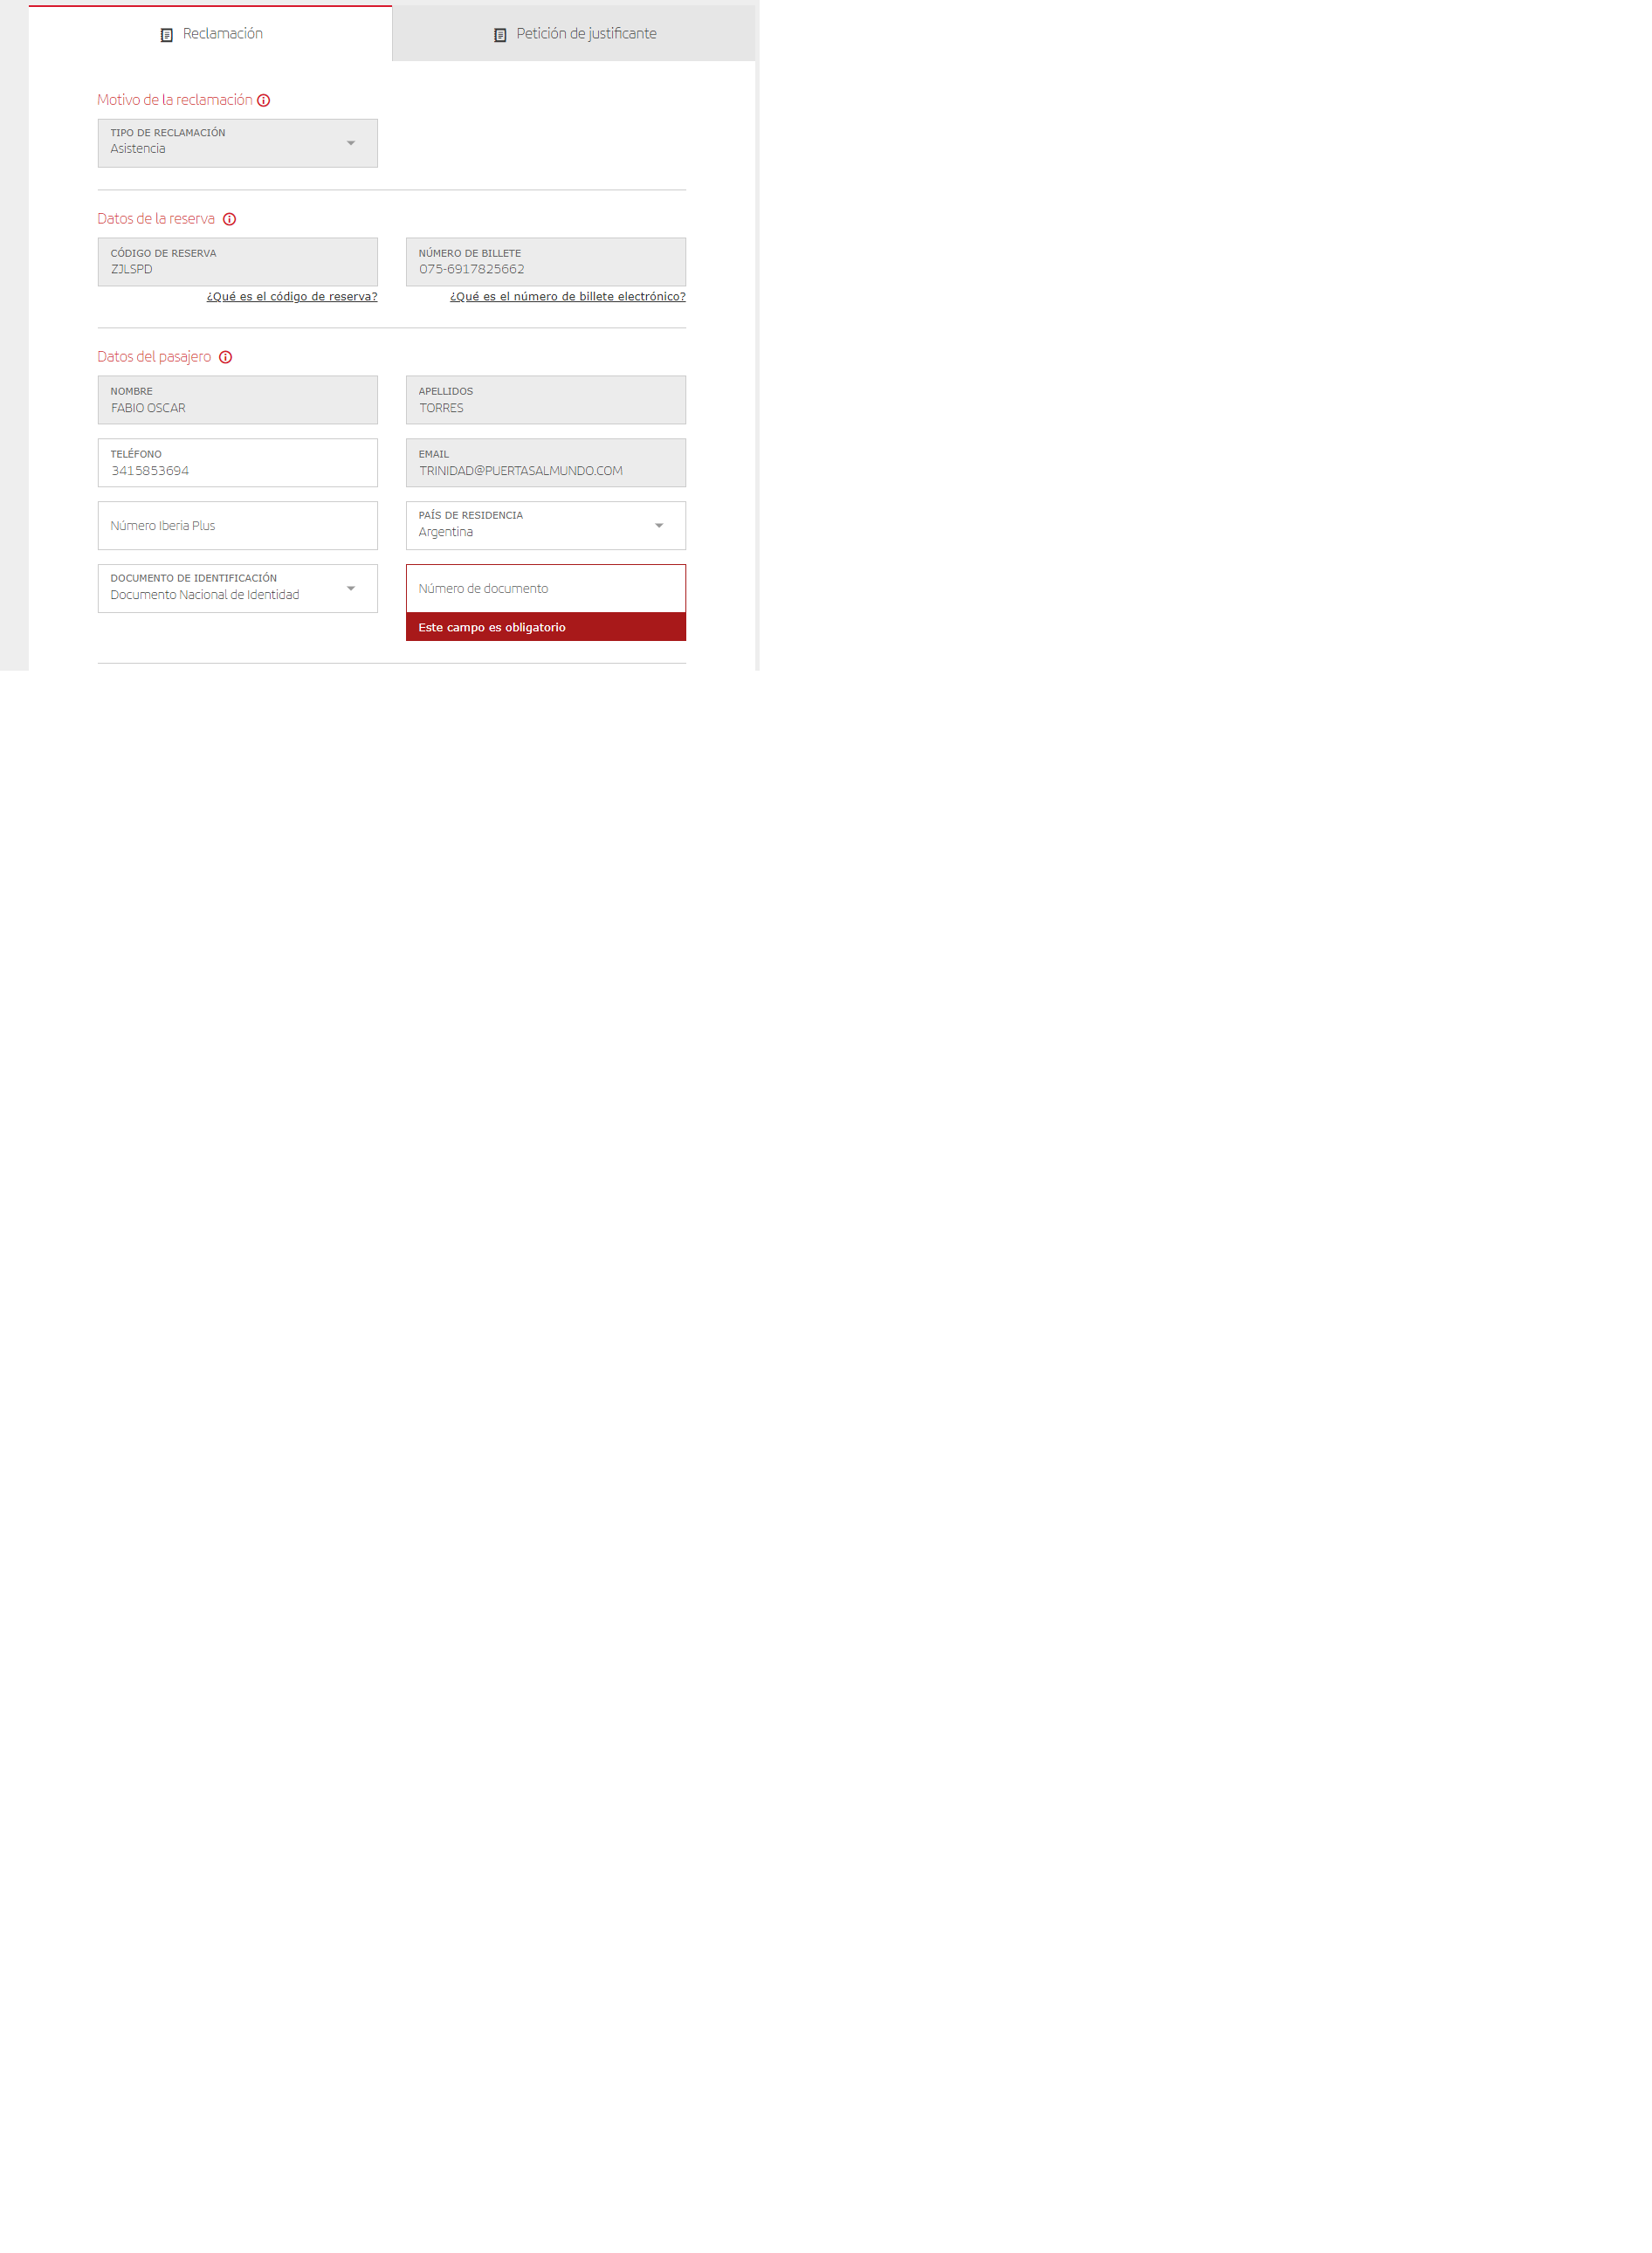 Reclamación
Petición de justificante
Motivo de la reclamación
TIPO DE RECLAMACIÓN
Asistencia
Datos de la reserva
CÓDIGO DE RESERVA
ZJLSPD
NÚMERO DE BILLETE
075-6917825662
¿Qué es el código de reserva?
¿Qué es el número de billete electrónico?
Datos del pasajero
NOMBRE
FABIO OSCAR
APELLIDOS
TORRES
TELÉFONO
3415853694
EMAIL
TRINIDAD@PUERTASALMUNDO.COM
Número Iberia Plus
PAÍS DE RESIDENCIA
Argentina
DOCUMENTO DE IDENTIFICACIÓN
Documento Nacional de Identidad
Número de documento
Este campo es obligatorio